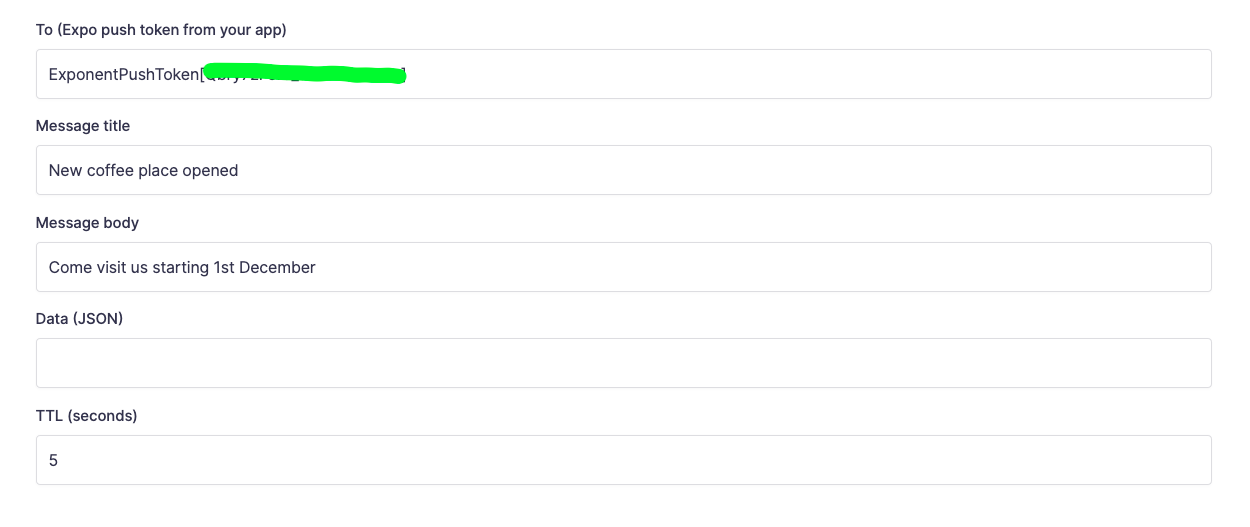 To (Expo push token from your app)
ExponentPushToken[
Message title
New coffee place opened
Message body
Come visit us starting 1st December
Data (JSON)
TTL (seconds)
5